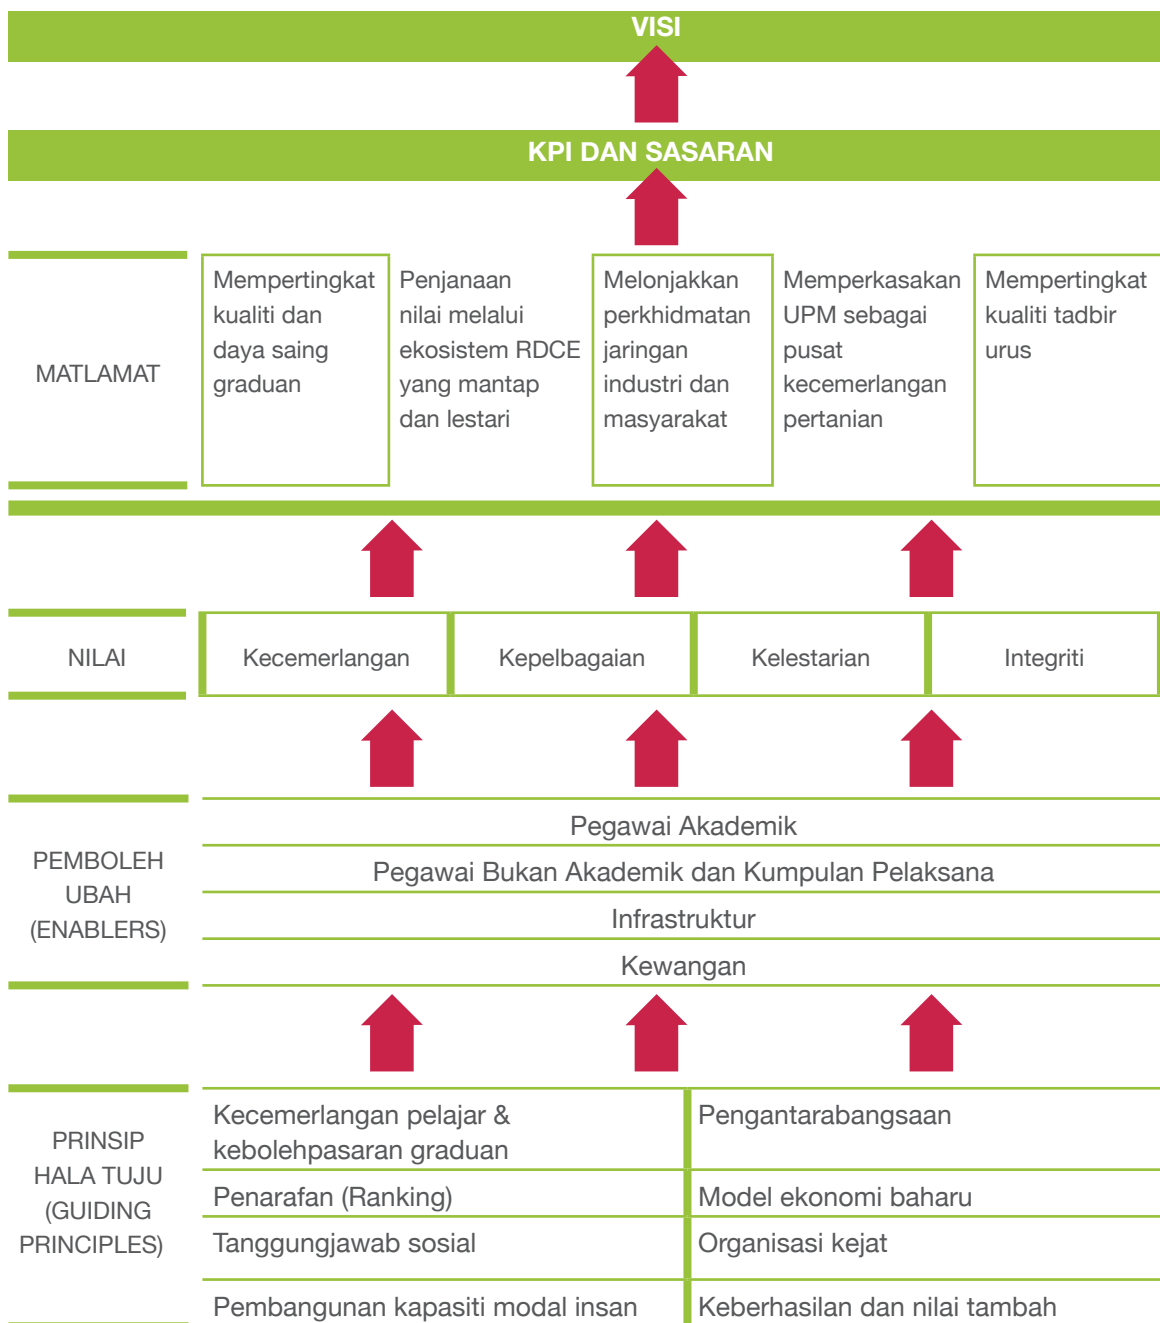 VISI
KPI DAN SASARAN
MATLAMAT
Mempertingkat
kualiti dan
daya saing
graduan
Penjanaan
nilai melalui
ekosistem RDCE
yang mantap
dan lestari
Melonjakkan
perkhidmatan
jaringan
industri dan
masyarakat
Memperkasakan
UPM sebagai
pusat
kecemerlangan
pertanian
Mempertingkat
kualiti tadbir
urus
NILAI
Kecemerlangan
Kepelbagaian
Kelestarian
Integriti
PEMBOLEH
UBAH
(ENABLERS)
Pegawai Akademik
Pegawai Bukan Akademik dan Kumpulan Pelaksana
Infrastruktur
Kewangan
PRINSIP
HALA TUJU
(GUIDING
PRINCIPLES)
Kecemerlangan pelajar &
kebolehpasaran graduan
Pengantarabangsaan
Penarafan (Ranking)
Model ekonomi baharu
Tanggungjawab sosial
Organisasi kejat
Pembangunan kapasiti modal insan
Keberhasilan dan nilai tambah